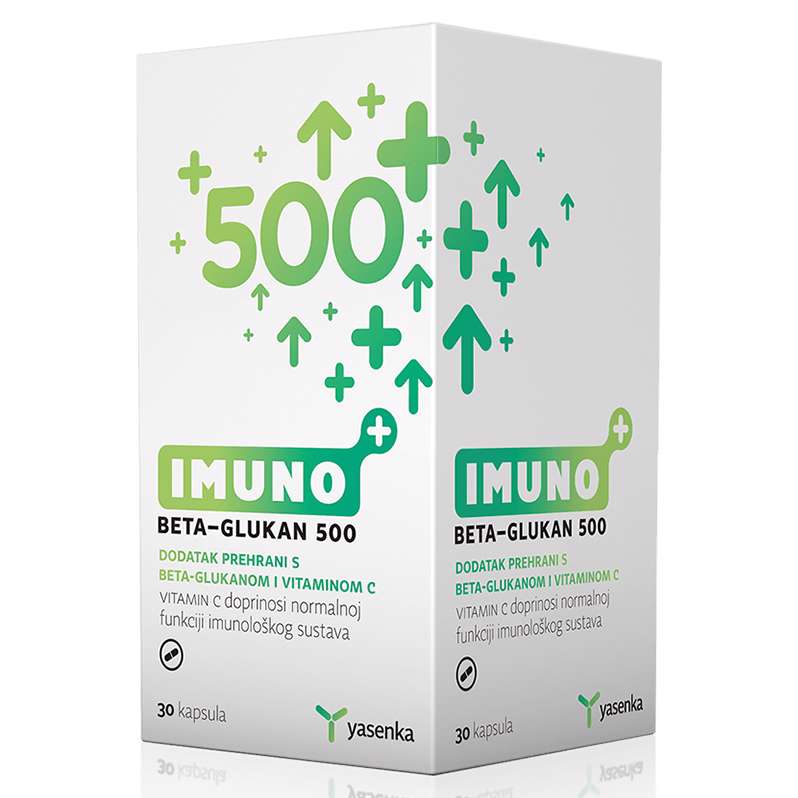 500
IMUNO
BETA-GLUKAN 500
DODATAK PREHRANI S
BETA-GLUKANOM I VITAMINOM C
VITAMIN C doprinosi normalnoj
funkciji imunološkog sustava
30 kapsula
yasenka
IMUNO
BETA-GLUKAN 500
DODATAK PREHRANI S
BETA-GLUKANOM I VITAMINOM C
VITAMIN C doprinosi normalnoj
funkciji imunološkog sustava
30 kapsula
yasenka